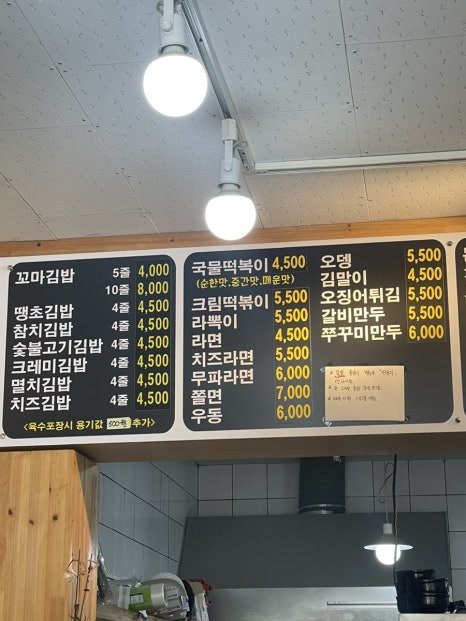 꼬마김밥 5줄 4,000
10줄 8,000
땡초김밥 4줄 4,500
참치김밥 4줄 4,500
숯불고기김밥 4줄 4,500
크레미김밥 4줄 4,500
멸치김밥 4줄 4,500
치즈김밥 4줄 4,500
<육수포장시 용기값 500원 추가>
국물떡볶이 4,500
(순한맛.중간맛.매운맛)
크림떡볶이 5,500
라뽁이 5,500
라면 4,500
치즈라면 5,500
무파라면 6,000
쫄면 7,000
우동 6,000
오뎅 5,500
김말이 4,500
오징어튀김 5,500
갈비만두 5,500
쭈꾸미만두 6,000